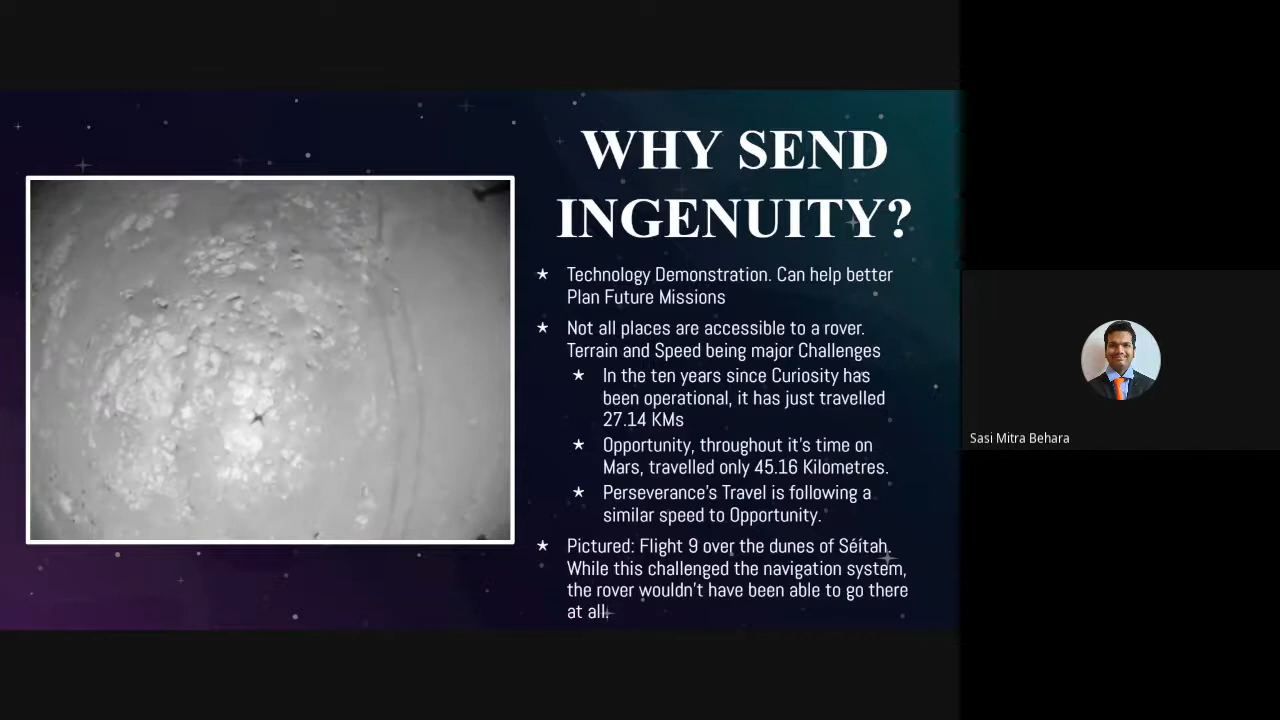 WHY SEND
INGENUITY?
Technology Demonstration. Can help better
Plan Future Missions
Not all places are accessible to a rover.
Terrain and Speed being major Challenges
In the ten years since Curiosity has
been operational, it has just travelled
27.14 KMs
Opportunity, throughout it's time on
Mars, travelled only 45.16 Kilometres.
Perseverance's Travel is following a
similar speed to Opportunity.
Pictured: Flight 9 over the dunes of Séítah.
While this challenged the navigation system,
the rover wouldn't have been able to go there
at all.
Sasi Mitra Behara